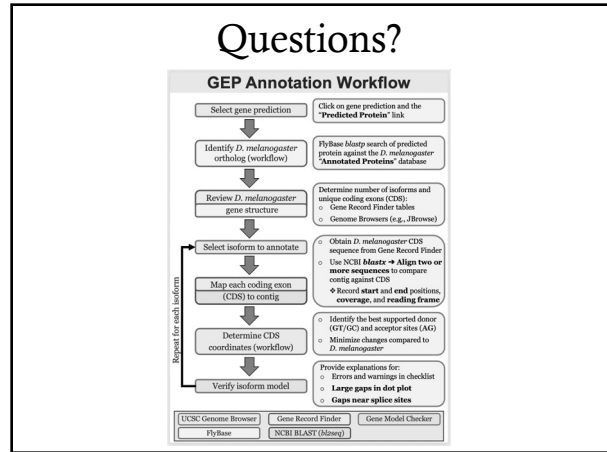 Questions?
GEP Annotation Workflow
Select gene prediction
Click on gene prediction and the
"Predicted Protein" link
Identify D. melanogaster
ortholog (workflow)
FlyBase blastp search of predicted
protein against the D. melanogaster
"Annotated Proteins" database
Review D. melanogaster
gene structure
Determine number of isoforms and
unique coding exons (CDS):
○ Gene Record Finder tables
○ Genome Browsers (e.g., JBrowse)
Select isoform to annotate
Map each coding exon
(CDS) to contig
○ Obtain D. melanogaster CDS
sequence from Gene Record Finder
○ Use NCBI blastx ➔ Align two or
more sequences to compare
contig against CDS
❖ Record start and end positions,
coverage, and reading frame
Determine CDS
coordinates (workflow)
○ Identify the best supported donor
(GT/GC) and acceptor sites (AG)
○ Minimize changes compared to
D. melanogaster
Verify isoform model
Provide explanations for:
○ Errors and warnings in checklist
○ Large gaps in dot plot
○ Gaps near splice sites
Repeat for each isoform
UCSC Genome Browser
Gene Record Finder
Gene Model Checker
FlyBase
NCBI BLAST (bl2seq)